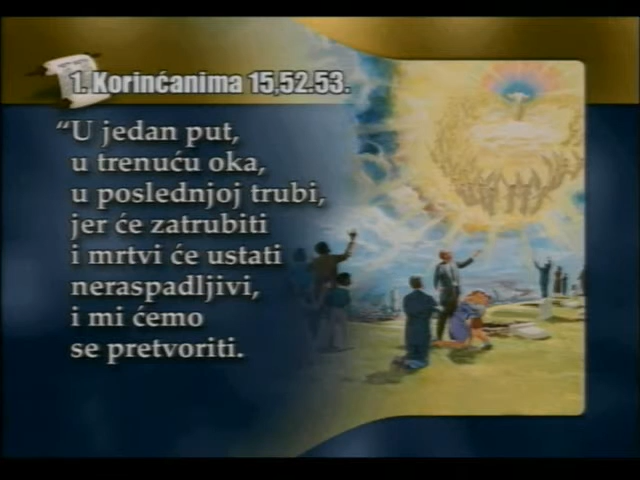 1. Korinćanima 15,52.53.
“U jedan put,
u trenuću oka,
u poslednjoj trubi,
jer će zatrubiti
i mrtvi će ustati
neraspadljivi,
i mi ćemo
se pretvoriti.